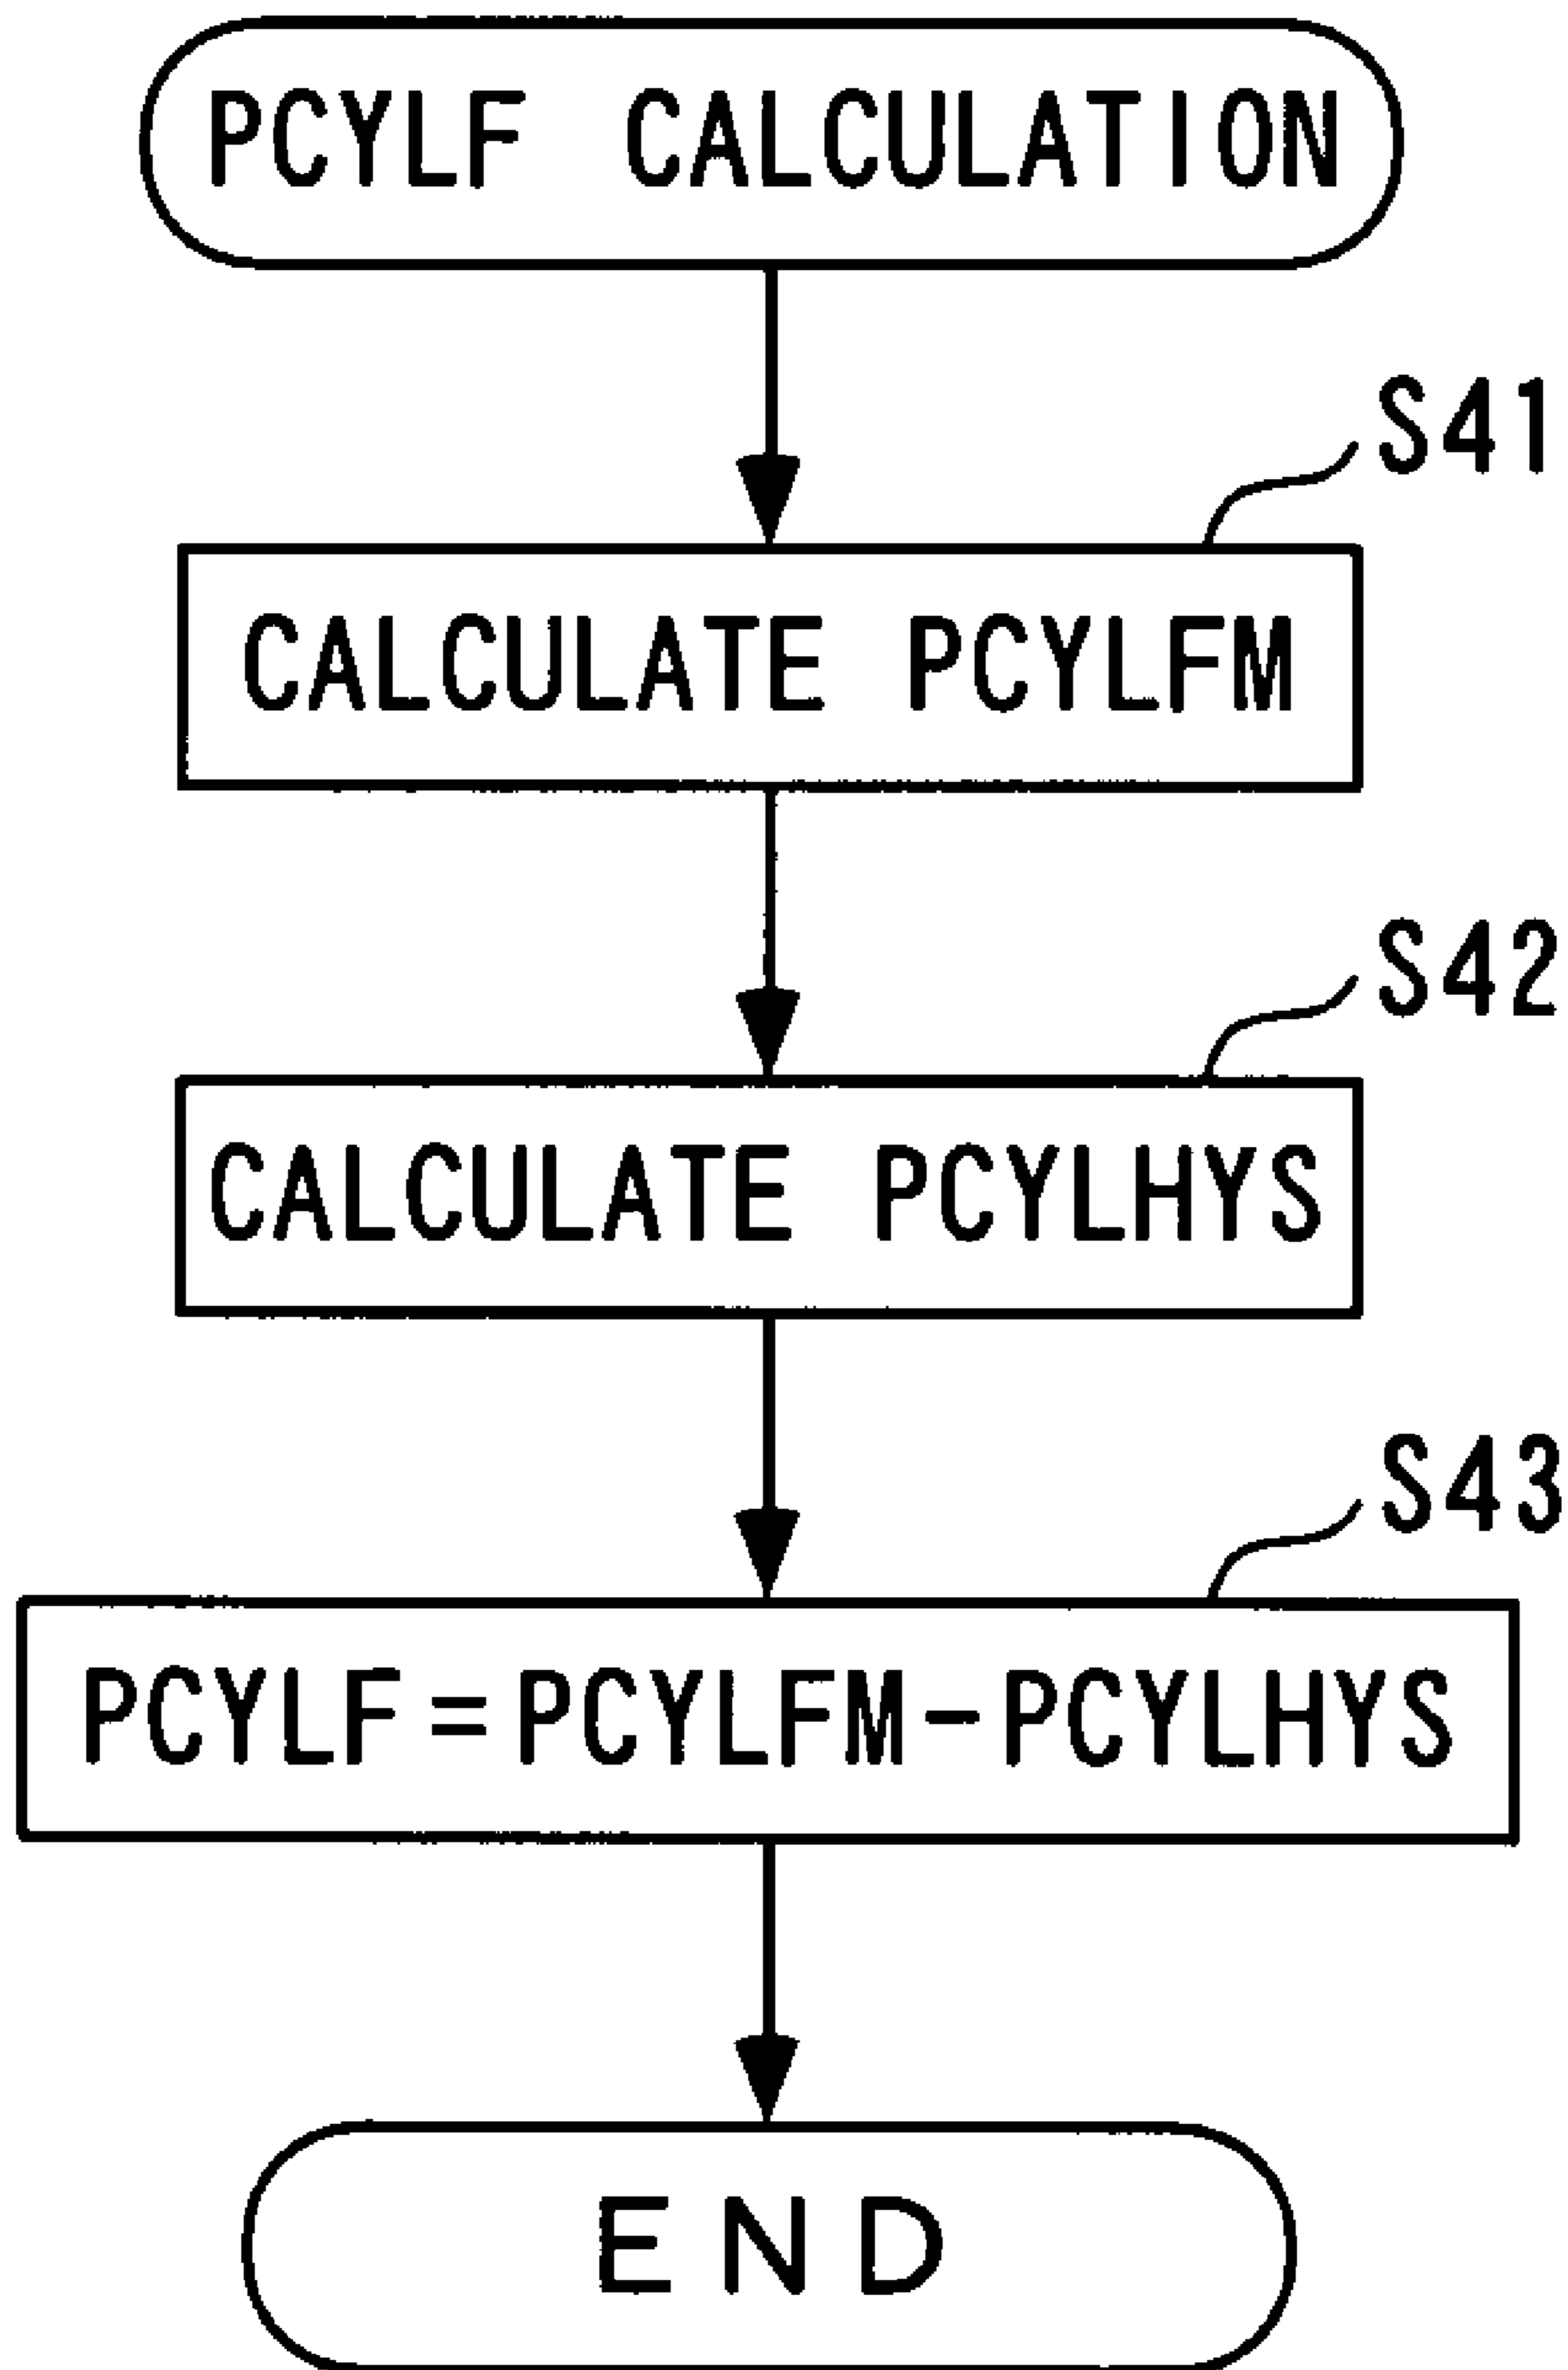 PCYLF CALCULATION
S41
CALCULATE PCYLFM
S42
CALCULATE PCYLHYS
S43
PCYLF=PCYLFM-PCYLHYS
END